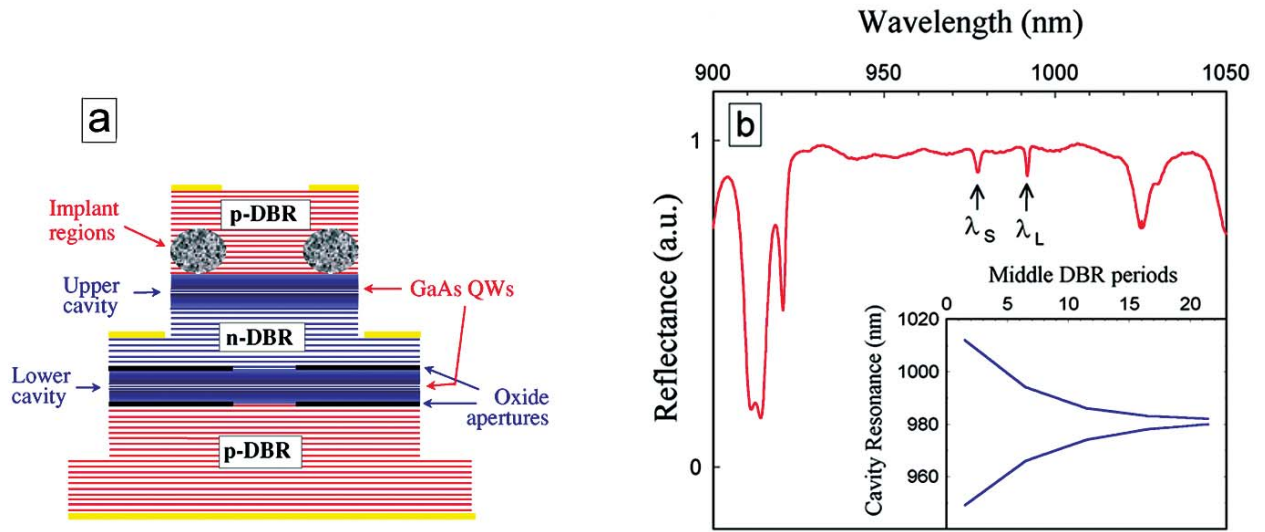 a
p-DBR
Implant
regions
Upper
cavity
GaAs QWs
n-DBR
Lower
cavity
Oxide
apertures
p-DBR
Wavelength (nm)
900 950 1000 1050
b
1
0
Reflectance (a.u.)
λS λL
Middle DBR periods
0 5 10 15 20
1020
1000
980
960
Cavity Resonance (nm)